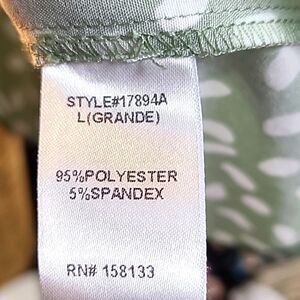 STYLE#17894A
L(GRANDE)
95%POLYESTER
5%SPANDEX
RN# 158133